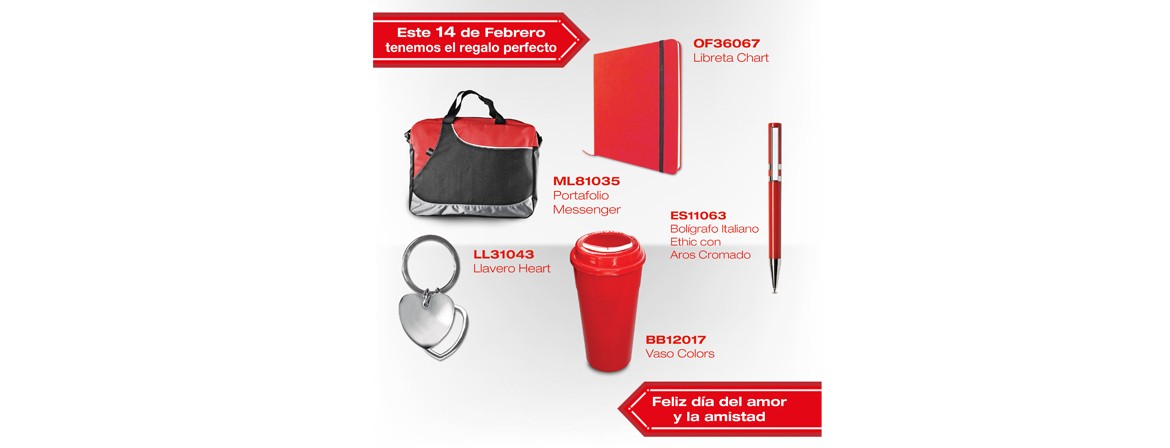 Este 14 de Febrero
tenemos el regalo perfecto
OF36067
Libreta Chart
ML81035
Portafolio
Messenger
ES11063
Bolígrafo Italiano
Ethic con
Aros Cromado
LL31043
Llavero Heart
BB12017
Vaso Colors
Feliz día del amor
y la amistad